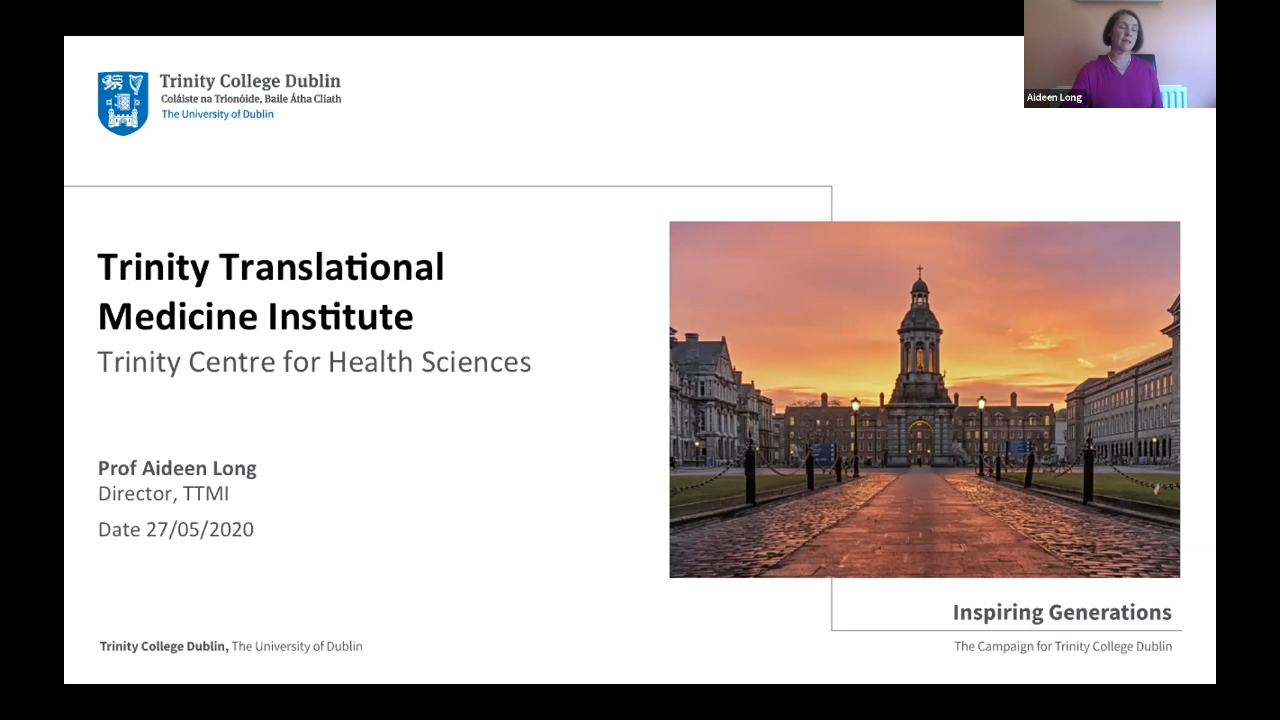 Trinity College Dublin
Coláiste na Tríonóide, Baile Átha Cliath
The University of Dublin
Aideen Long
Trinity Translational
Medicine Institute
Trinity Centre for Health Sciences
Prof Aideen Long
Director, TTMI
Date 27/05/2020
Inspiring Generations
Trinity College Dublin, The University of Dublin
The Campaign for Trinity College Dublin